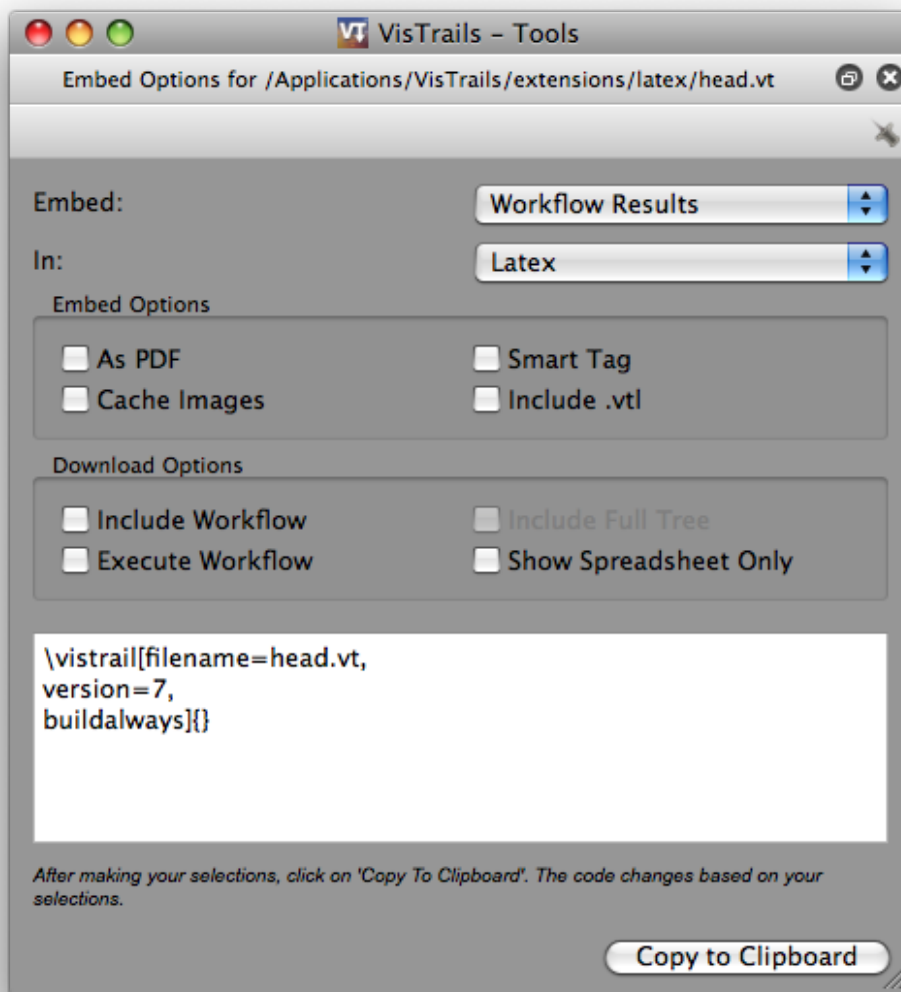 VT VisTrails – Tools
Embed Options for /Applications/VisTrails/extensions/latex/head.vt
Embed: Workflow Results
In: Latex
Embed Options
As PDF Smart Tag
Cache Images Include .vtl
Download Options
Include Workflow Include Full Tree
Execute Workflow Show Spreadsheet Only
\vistrail[filename=head.vt,
version=7,
buildalways]{}
After making your selections, click on 'Copy To Clipboard'. The code changes based on your
selections.
Copy to Clipboard